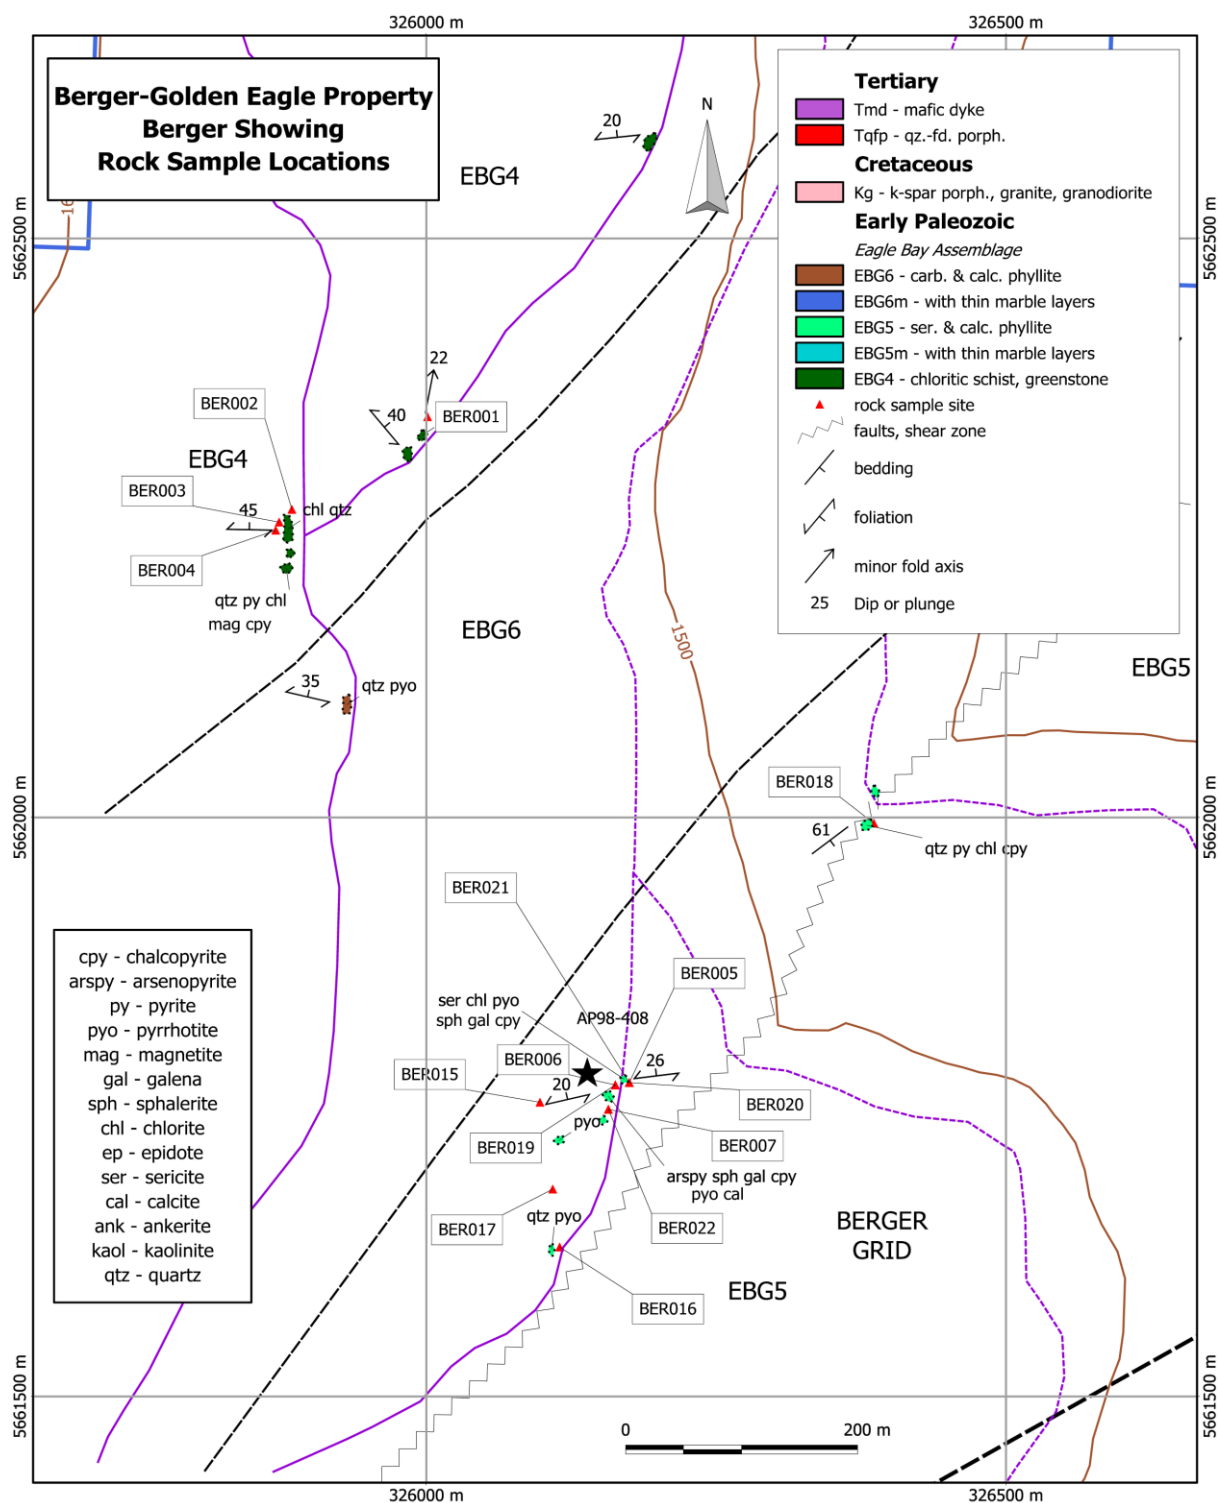 326000 m
326500 m
Berger-Golden Eagle Property
Berger Showing
Rock Sample Locations
Tertiary
Tmd - mafic dyke
Tqfp - qz.-fd. porph.
Cretaceous
Kg - k-spar porph., granite, granodiorite
Early Paleozoic
Eagle Bay Assemblage
EBG6 - carb. & calc. phyllite
EBG6m - with thin marble layers
EBG5 - ser. & calc. phyllite
EBG5m - with thin marble layers
EBG4 - chloritic schist, greenstone
rock sample site
faults, shear zone
bedding
foliation
minor fold axis
25 Dip or plunge
N
20
EBG4
5662500 m
5662500 m
22
BER002
40
BER001
EBG4
BER003
45
chl qtz
BER004
qtz py chl
mag cpy
EBG6
1500
EBG5
35
qtz pyo
BER018
5662000 m
5662000 m
61
qtz py chl cpy
BER021
cpy - chalcopyrite
arspy - arsenopyrite
py - pyrite
pyo - pyrrhotite
mag - magnetite
gal - galena
sph - sphalerite
chl - chlorite
ep - epidote
ser - sericite
cal - calcite
ank - ankerite
kaol - kaolinite
qtz - quartz
BER005
ser chl pyo
sph gal cpy
AP98-408
BER006
26
BER015
20
BER020
pyo
BER019
BER007
arspy sph gal cpy
pyo cal
BER017
qtz pyo
BER022
BERGER
GRID
EBG5
BER016
5661500 m
5661500 m
0
200 m
326000 m
326500 m